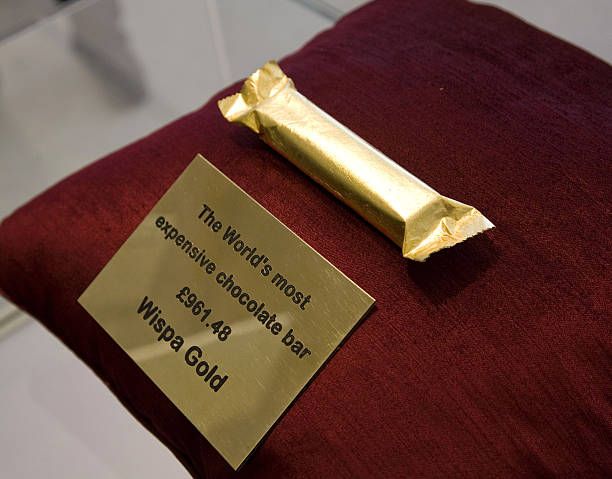 The World's most
expensive chocolate bar
£961.48
Wispa Gold